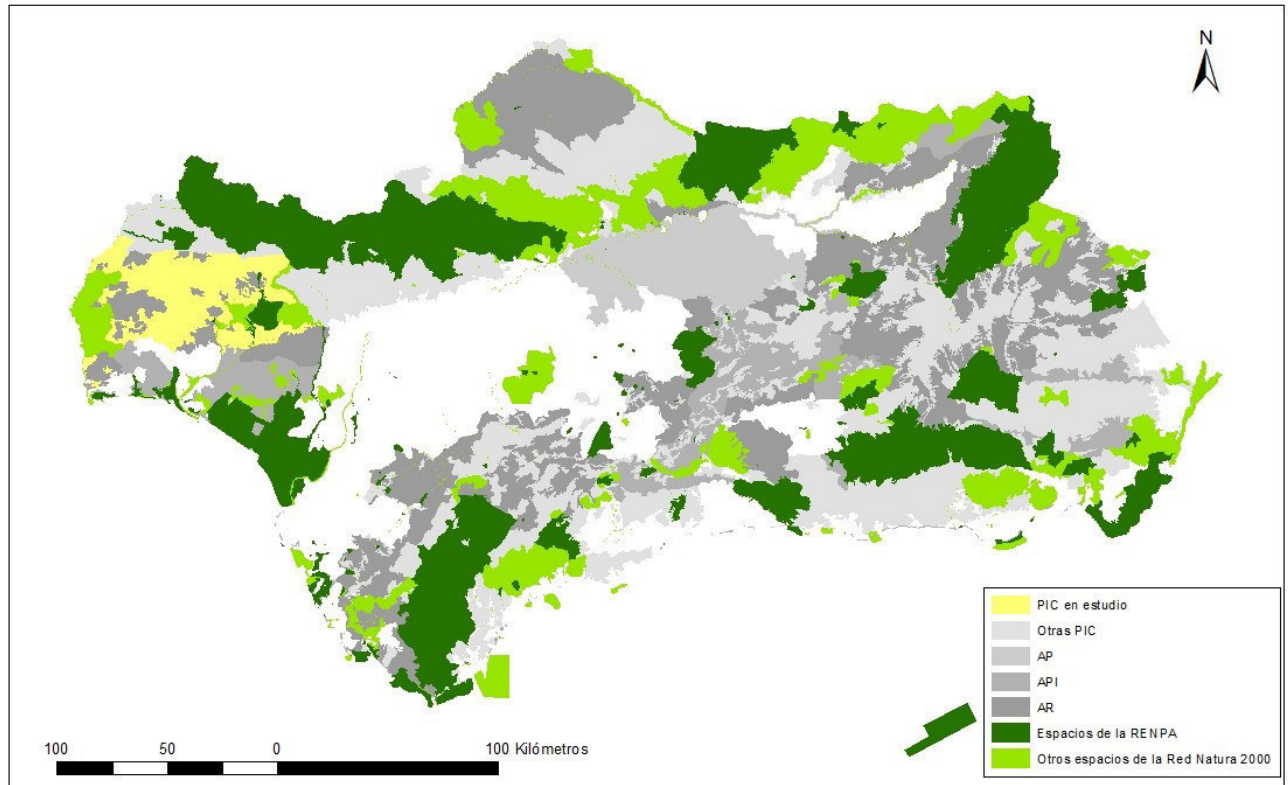 N
PIC en estudio
Otras PIC
AP
API
AR
Espacios de la RENPA
Otros espacios de la Red Natura 2000
100 50 0 100 Kilómetros